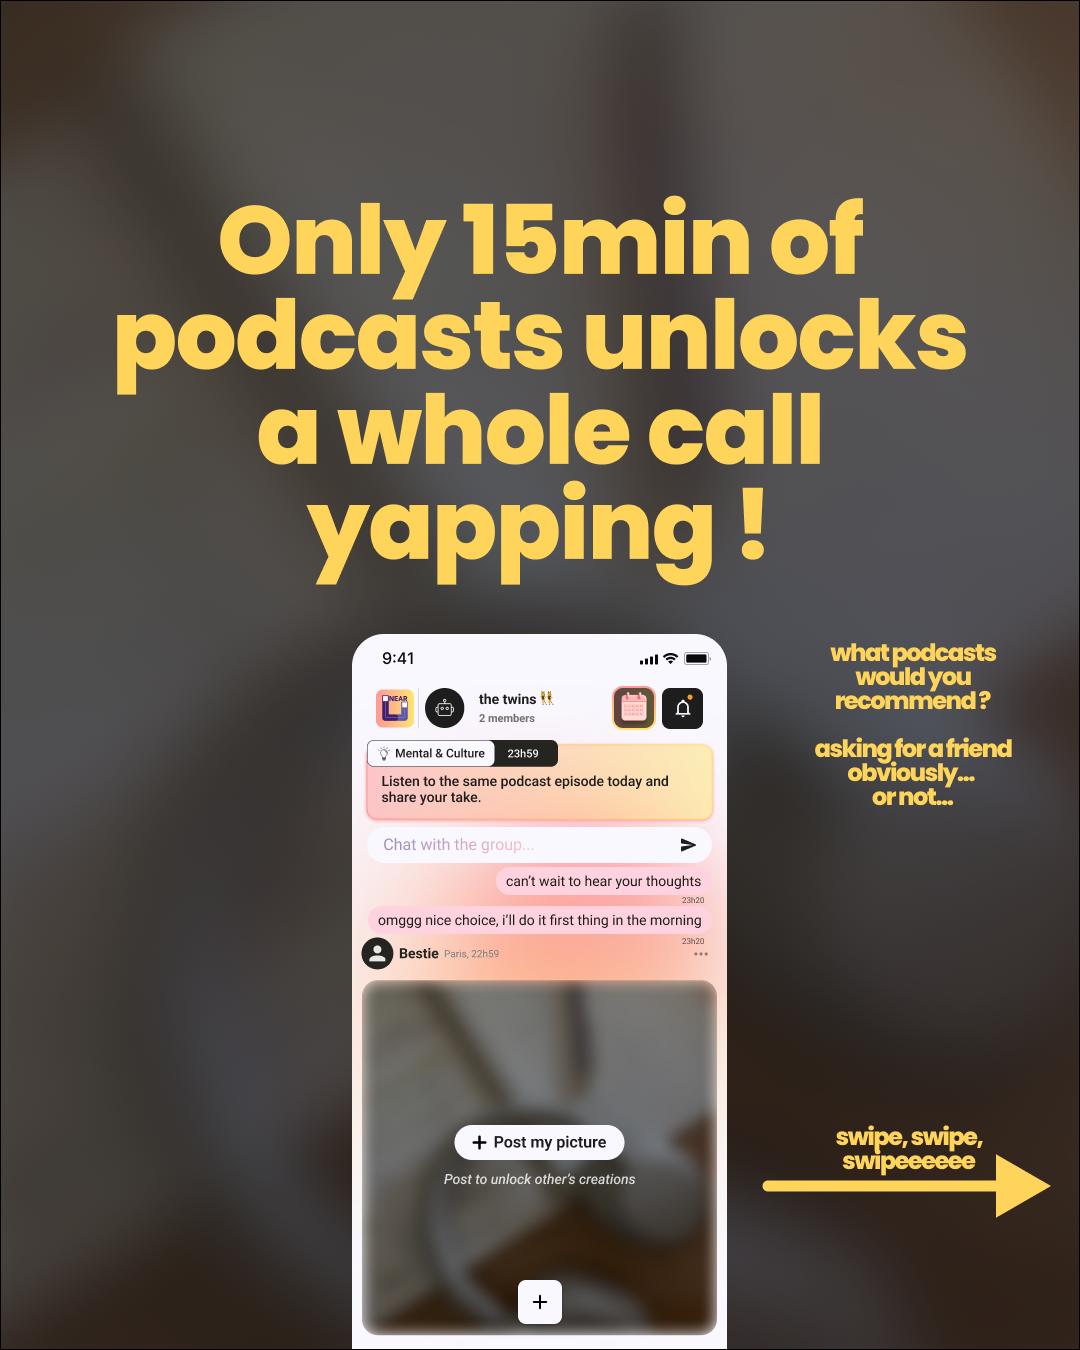 Only 15min of
podcasts unlocks
a whole call
yapping !
9:41
NEAR
the twins 👯
2 members
Mental & Culture
23h59
Listen to the same podcast episode today and
share your take.
Chat with the group...
can't wait to hear your thoughts
23h20
omggg nice choice, i'll do it first thing in the morning
23h20
Bestie Paris, 22h59
Post my picture
Post to unlock other's creations
what podcasts
would you
recommend ?
asking for a friend
obviously...
or not...
swipe, swipe,
swipeeeeee